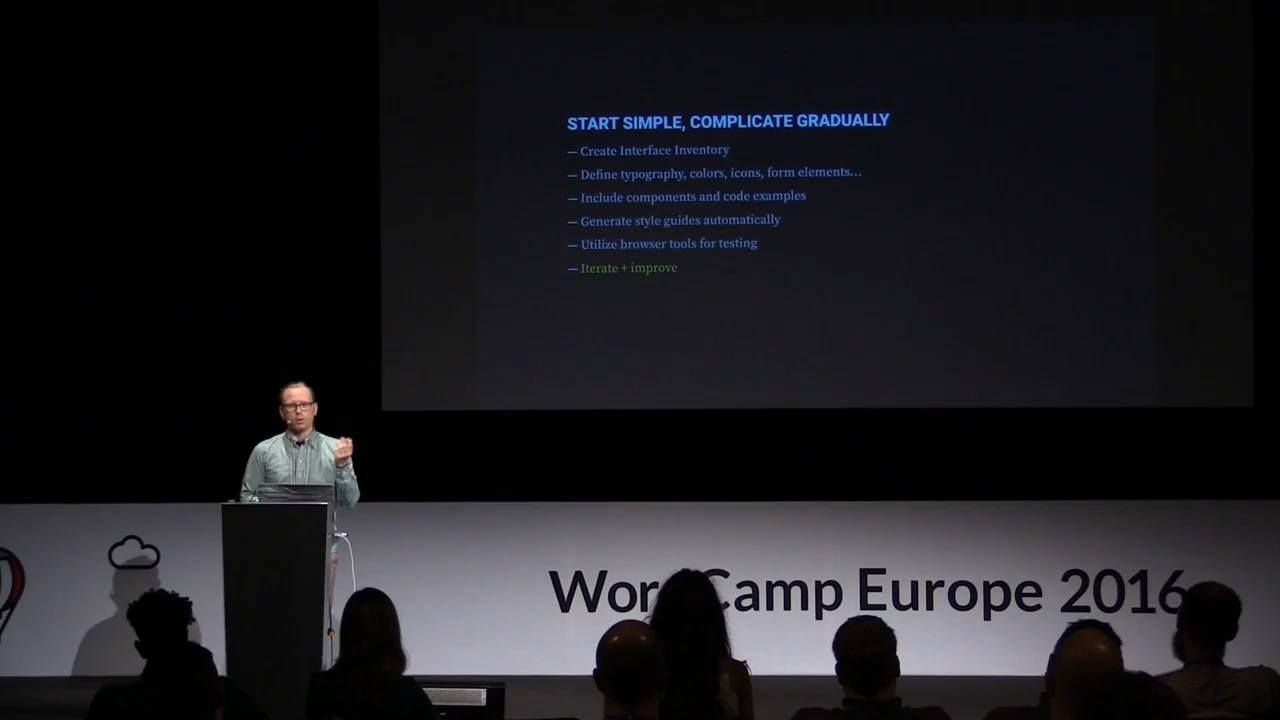 START SIMPLE, COMPLICATE GRADUALLY
— Create Interface Inventory
— Define typography, colors, icons, form elements...
— Include components and code examples
— Generate style guides automatically
— Utilize browser tools for testing
— Iterate + improve
WordCamp Europe 2016